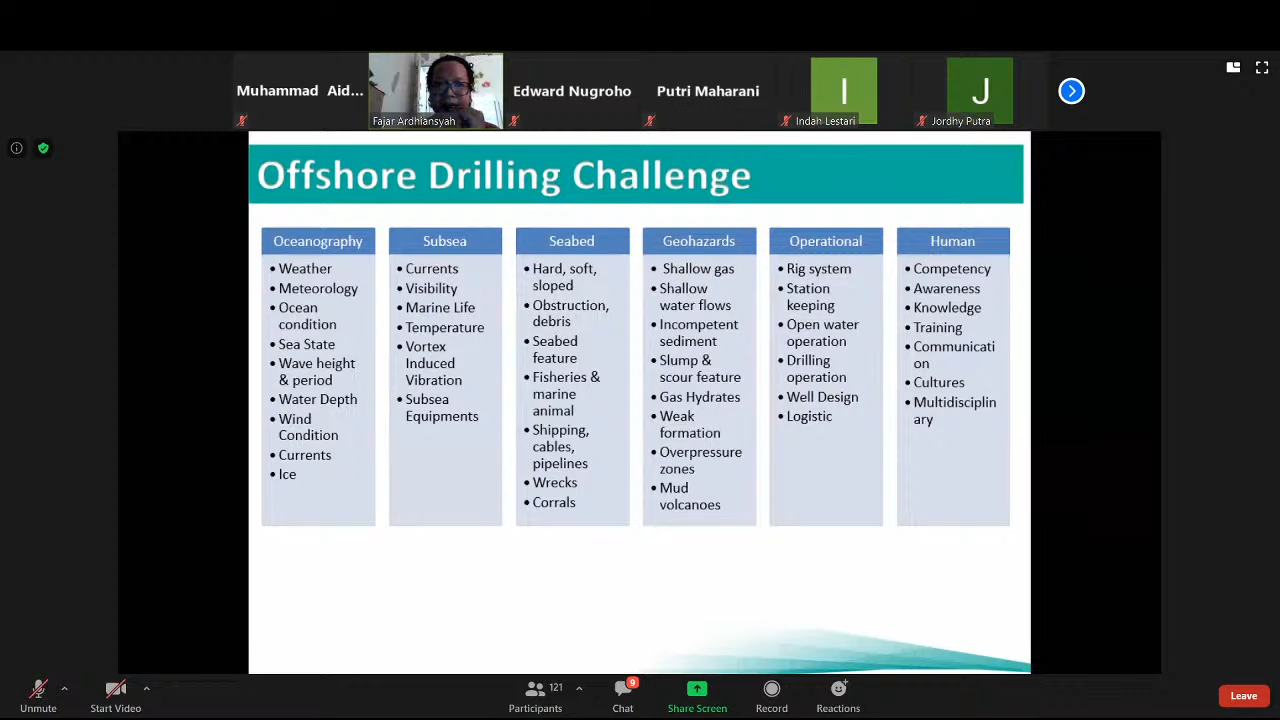 Muhammad Aid...
Fajar Ardhiansyah
Edward Nugroho
Putri Maharani
I
Indah Lestari
J
Jordhy Putra
Offshore Drilling Challenge
Oceanography
• Weather
• Meteorology
• Ocean
condition
• Sea State
• Wave height
& period
• Water Depth
• Wind
Condition
• Currents
• Ice
Subsea
• Currents
• Visibility
• Marine Life
• Temperature
• Vortex
Induced
Vibration
• Subsea
Equipments
Seabed
• Hard, soft,
sloped
• Obstruction,
debris
• Seabed
feature
• Fisheries &
marine
animal
• Shipping,
cables,
pipelines
• Wrecks
• Corrals
Geohazards
• Shallow gas
• Shallow
water flows
• Incompetent
sediment
• Slump &
scour feature
• Gas Hydrates
• Weak
formation
• Overpressure
zones
• Mud
volcanoes
Operational
• Rig system
• Station
keeping
• Open water
operation
• Drilling
operation
• Well Design
• Logistic
Human
• Competency
• Awareness
• Knowledge
• Training
• Communicati
on
• Cultures
• Multidisciplin
ary
Unmute
Start Video
121
Participants
9
Chat
Share Screen
Record
Reactions
Leave